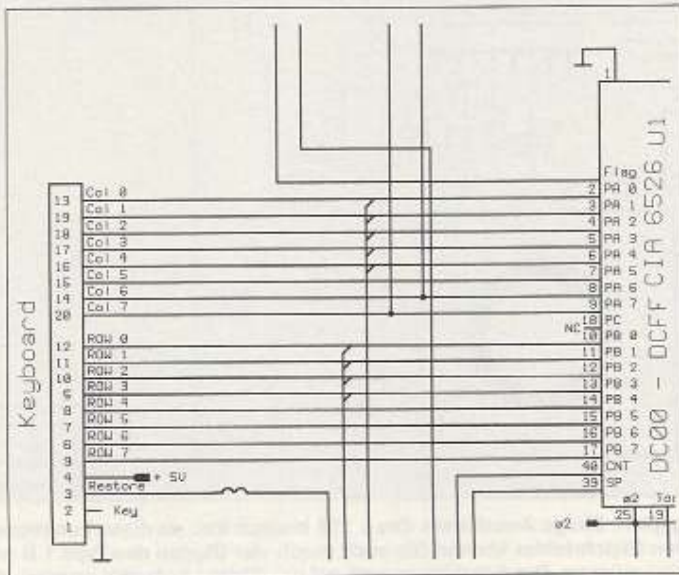 1
Flag
Col 0
13
2 PA 0
Col 1
19
3 PA 1
Col 2
18
4 PA 2
Col 3
17
5 PA 3
Col 4
16
6 PA 4
Col 5
15
7 PA 5
Col 6
14
8 PA 6
Col 7
20
9 PA 7
18 PC
NC
ROW 0
12
10 PB 0
ROW 1
11
11 PB 1
ROW 2
10
12 PB 2
ROW 3
5
13 PB 3
ROW 4
8
14 PB 4
ROW 5
7
15 PB 5
ROW 6
6
16 PB 6
ROW 7
9
17 PB 7
40 CNT
4
+ 5V
39 SP
Restore
3
2
Key
1
ø2
25
19
ø2
Keyboard
DC00 - DCFF CIA 6526 U1